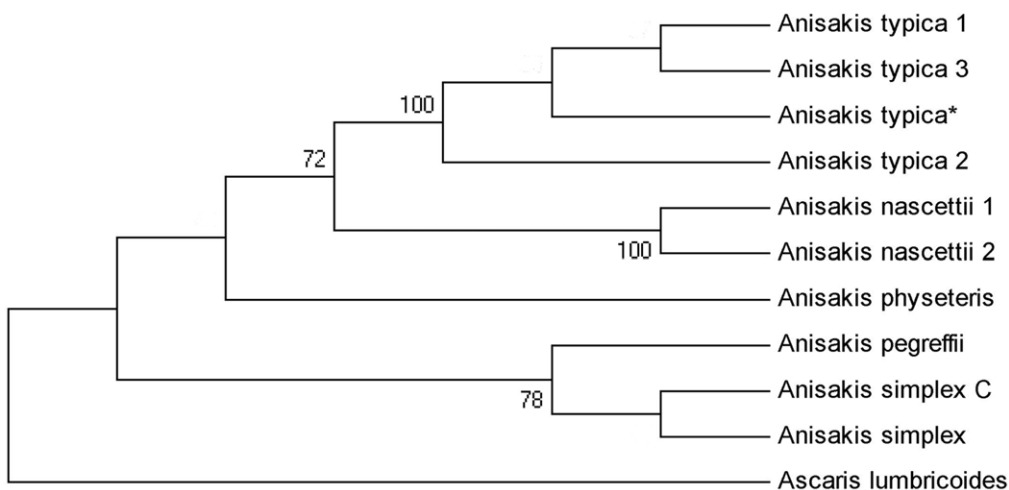 Anisakis typica 1
Anisakis typica 3
100
Anisakis typica*
72
Anisakis typica 2
Anisakis nascettii 1
100
Anisakis nascettii 2
Anisakis physeteris
Anisakis pegreffii
Anisakis simplex C
78
Anisakis simplex
Ascaris lumbricoides